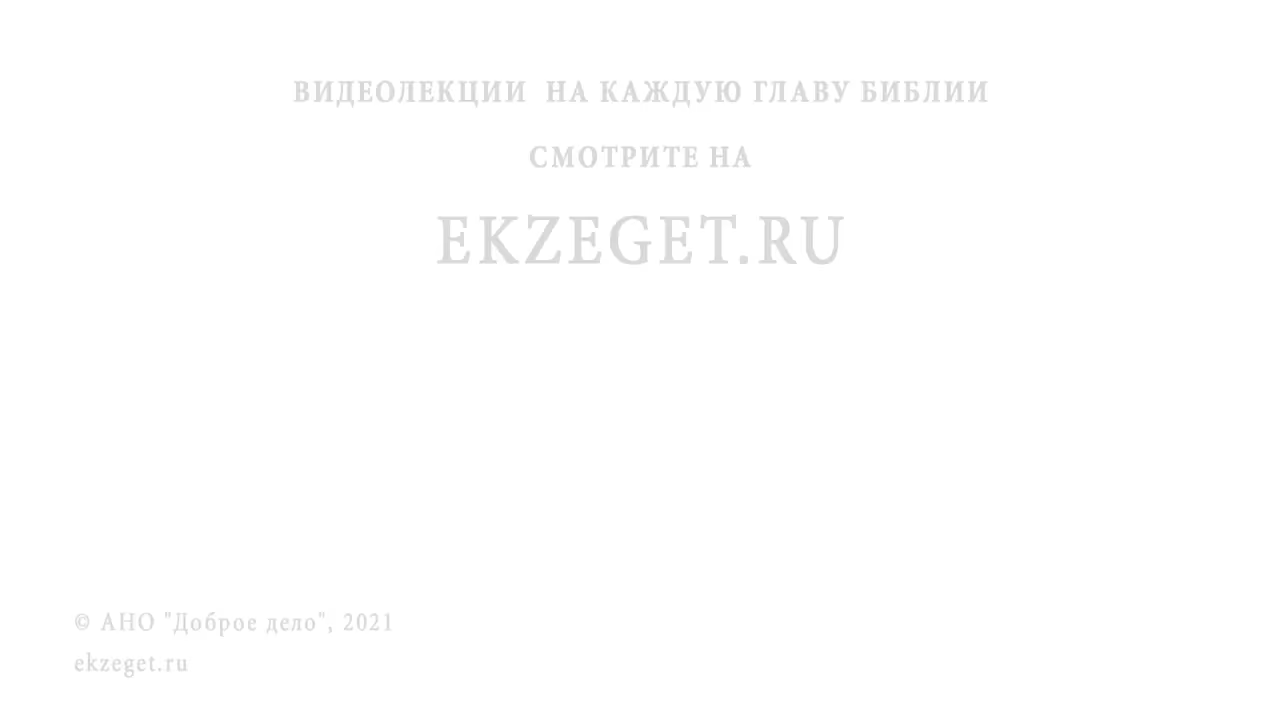 ВИДЕОЛЕКЦИИ НА КАЖДУЮ ГЛАВУ БИБЛИИ
СМОТРИТЕ НА
EKZEGET.RU
© АНО "Доброе дело", 2021
ekzeget.ru